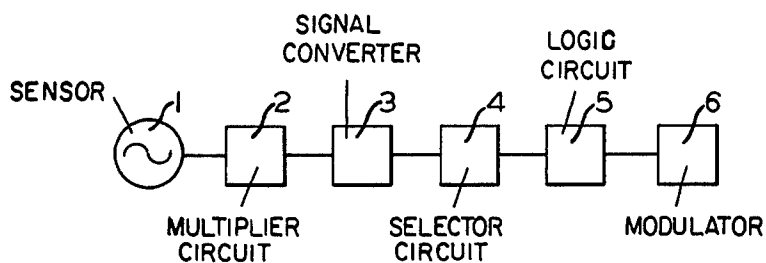 SIGNAL
CONVERTER
LOGIC
CIRCUIT
SENSOR
1
2
3
4
5
6
MULTIPLIER
CIRCUIT
SELECTOR
CIRCUIT
MODULATOR